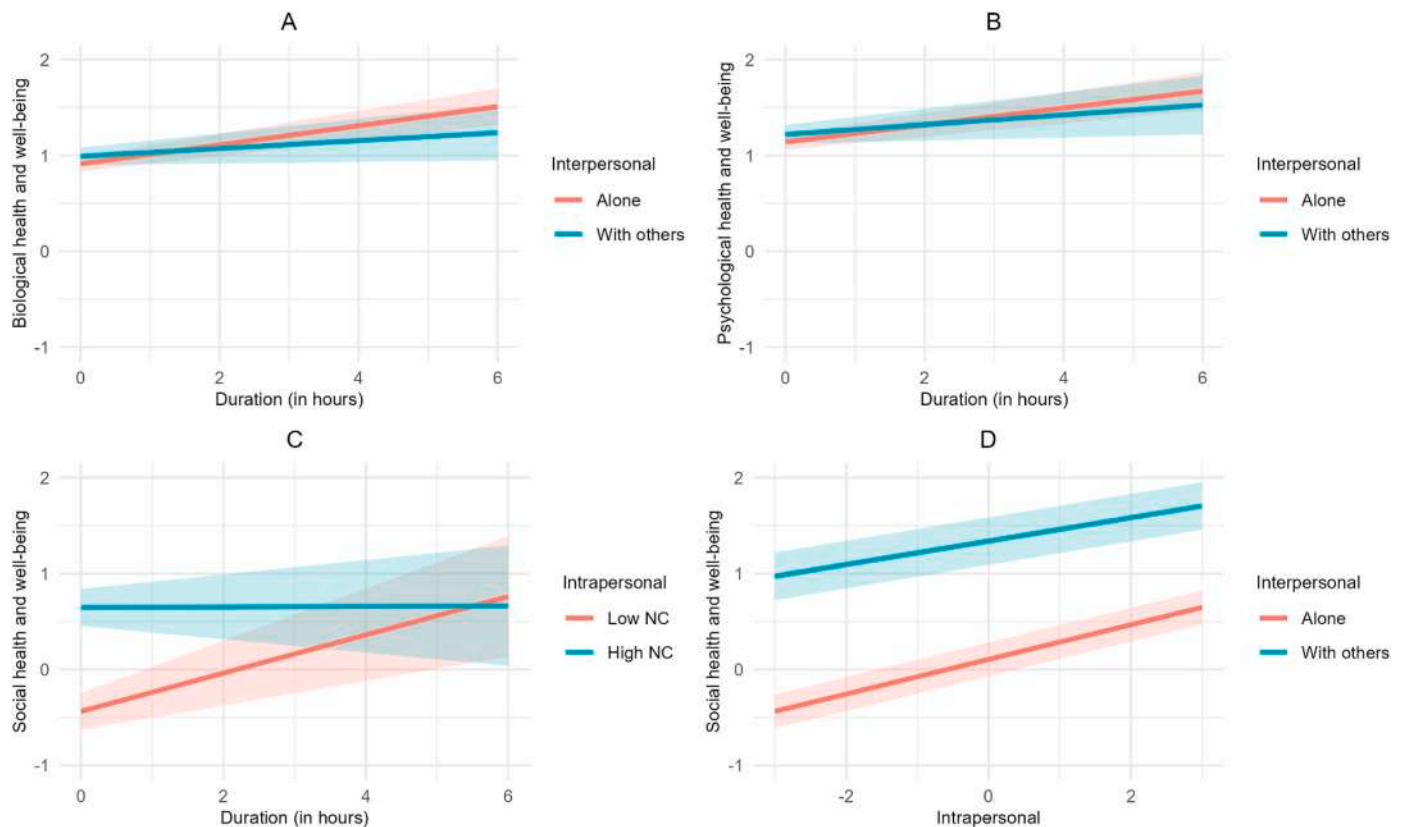 A
2
1
0
-1
Biological health and well-being
0 2 4 6
Duration (in hours)
Interpersonal
Alone
With others
B
2
1
0
-1
Psychological health and well-being
0 2 4 6
Duration (in hours)
Interpersonal
Alone
With others
C
2
1
0
-1
Social health and well-being
0 2 4 6
Duration (in hours)
Intrapersonal
Low NC
High NC
D
2
1
0
-1
Social health and well-being
-2 0 2
Intrapersonal
Interpersonal
Alone
With others